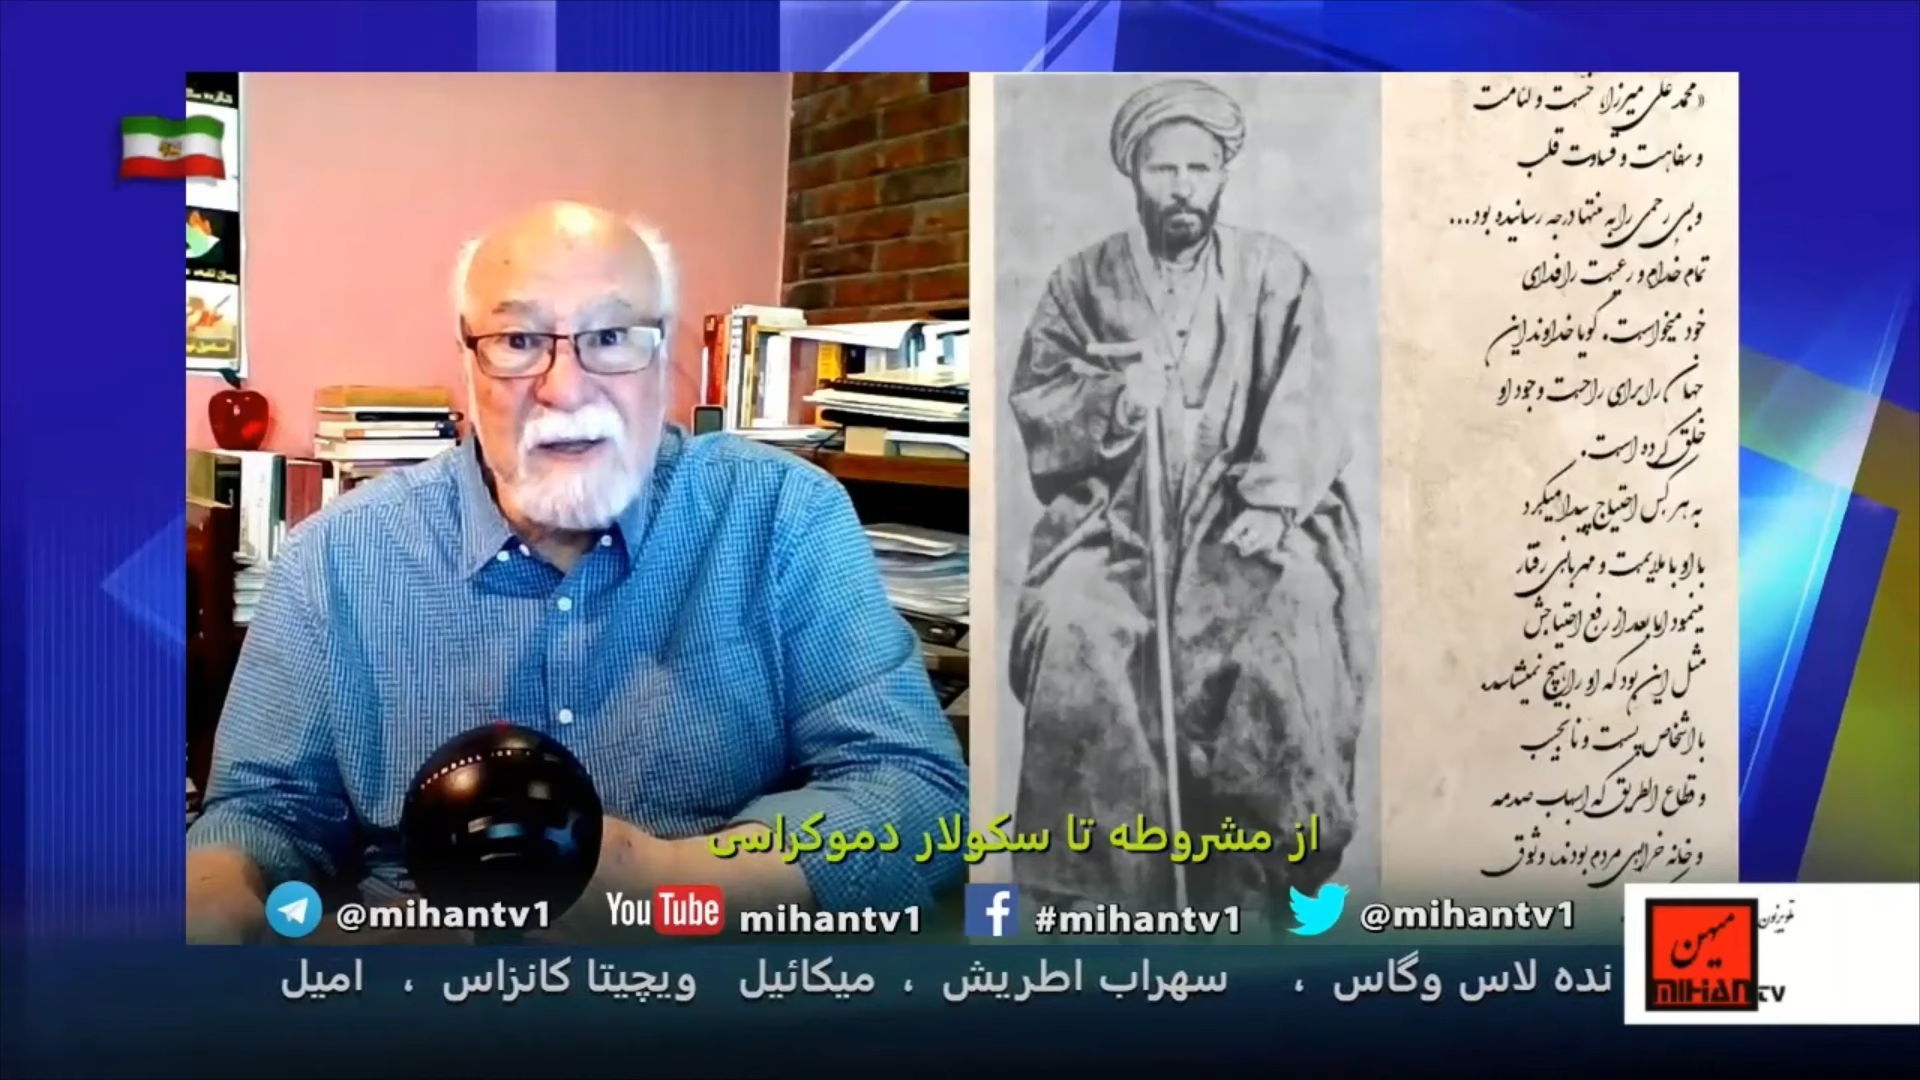 «محمد علی میرزا، خسّت و لئامت
و سفاهت و قساوت قلب
و بی رحمی را به منتها درجه رسانیده بود...
تمام خدام و رعیت را فدای
خود میخواست. گویا خداوند این
جهان را برای راحت وجود او
خلق کرده است.
به هر کس احتیاج پیدا میکرد
با او با ملایمت و مهربانی رفتار
مینمود اما بعد از رفع احتیاجش
مثل این بود که او را هیچ نمیشناسد.
با اشخاص پست و نانجیب
و قطاع الطریق که اسباب صدمه
و خانه خرابی مردم بودند، وثوق
از مشروطه تا سکولار دموکراسی
@mihantv1 YouTube mihantv1 #mihantv1 @mihantv1
نده لاس وگاس ، سهراب اطریش ، میکائیل ویچیتا کانزاس ، امیل
تلویزیون
میهن
MIHAN TV